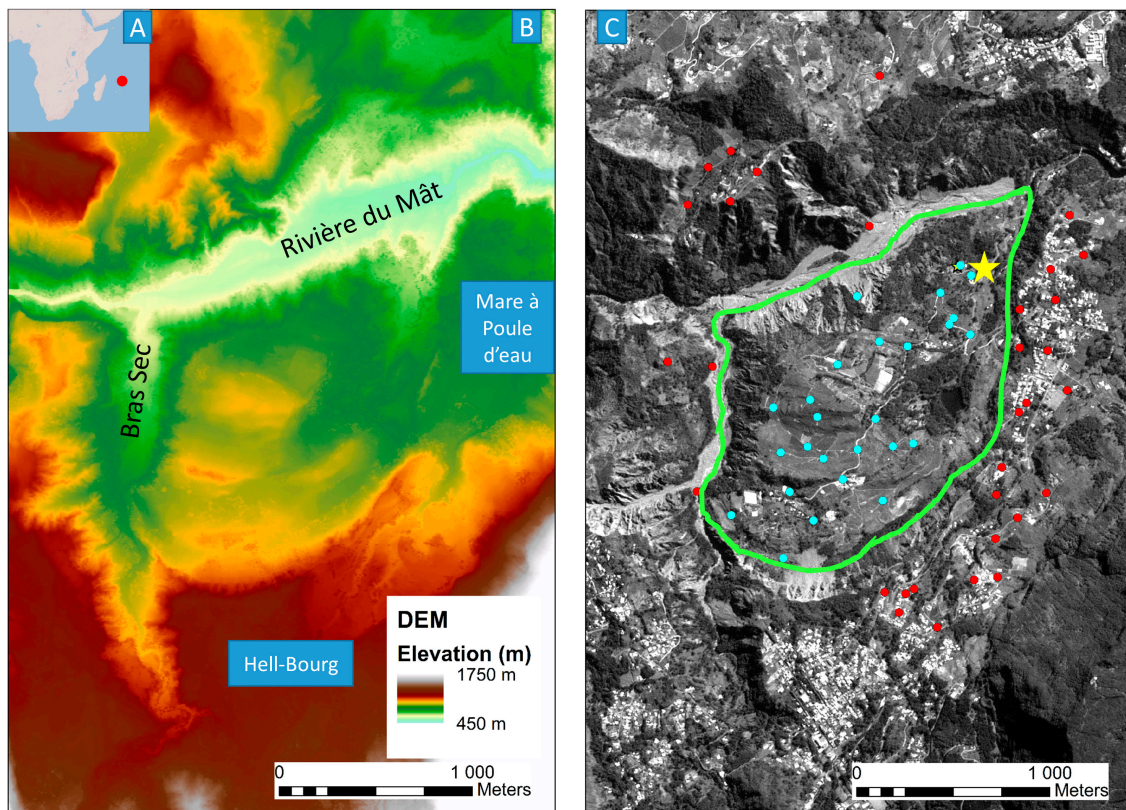 A
B
Rivière du Mât
Mare à
Poule
d'eau
Bras Sec
Hell-Bourg
DEM
Elevation (m)
1750 m
450 m
0
1 000
Meters
C
0
1 000
Meters